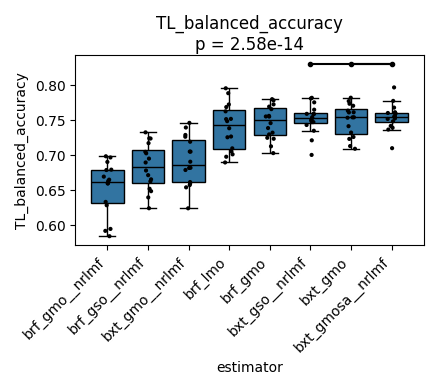 TL_balanced_accuracy
p = 2.58e-14
TL_balanced_accuracy
0.80
0.75
0.70
0.65
0.60
brf_gmo__nrlmf
brf_gso__nrlmf
bxt_gmo__nrlmf
brf_lmo
brf_gmo
bxt_gso__nrlmf
bxt_gmo
bxt_gmosa__nrlmf
estimator